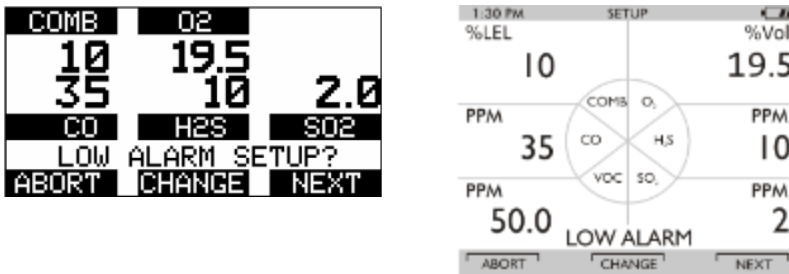 COMB O2
10 19.5
35 10 2.0
CO H2S SO2
LOW ALARM SETUP?
ABORT CHANGE NEXT
1:30 PM SETUP
%LEL %Vol
10 19.5
COMB O₂
PPM PPM
CO H₂S
35 10
VOC SO₂
PPM PPM
50.0 2
LOW ALARM
ABORT CHANGE NEXT